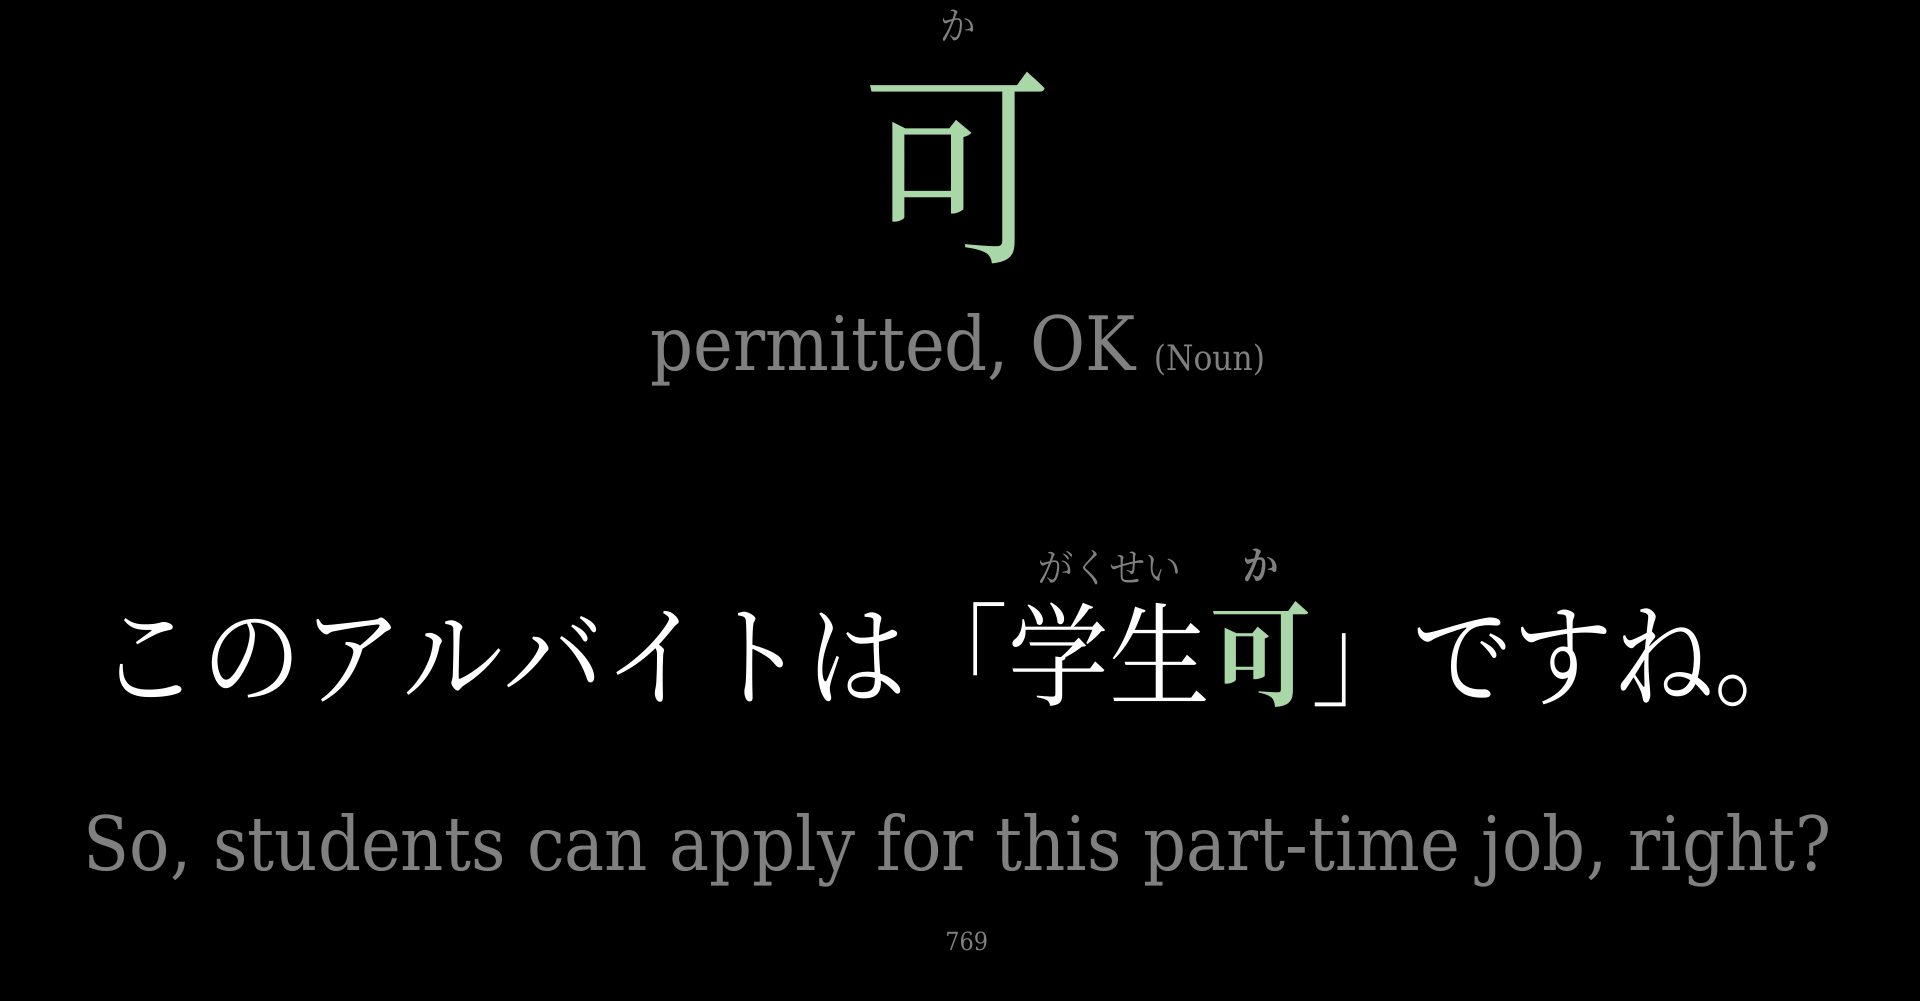 か
可
permitted, OK (Noun)
がくせい か
このアルバイトは「学生可」ですね。
So, students can apply for this part-time job, right?
769